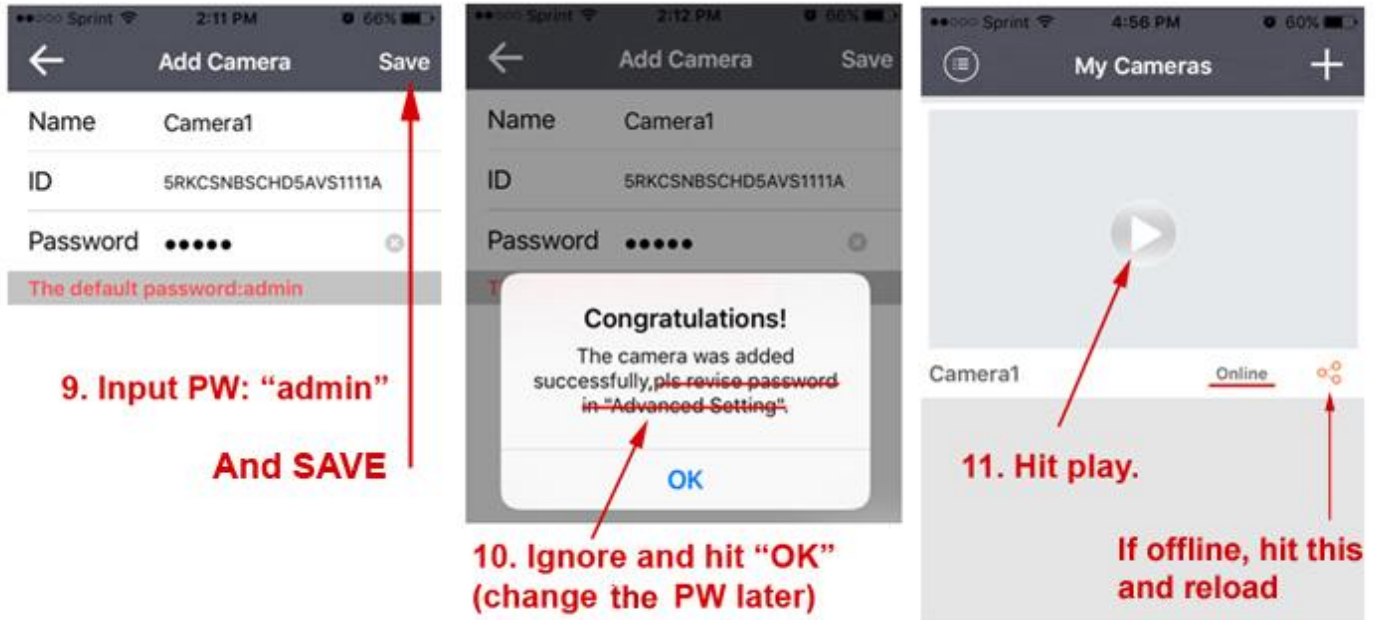 Sprint 2:11 PM 66%
Add Camera Save
Name Camera1
ID 5RKCSNBSCHD5AVS1111A
Password •••••
The default password:admin
9. Input PW: “admin”
And SAVE
Sprint 2:12 PM 66%
Add Camera Save
Name Camera1
ID 5RKCSNBSCHD5AVS1111A
Password •••••
T
Congratulations!
The camera was added
successfully,pls revise password
in "Advanced Setting".
OK
10. Ignore and hit “OK”
(change the PW later)
Sprint 4:56 PM 60%
My Cameras
Camera1 Online
11. Hit play.
If offline, hit this
and reload